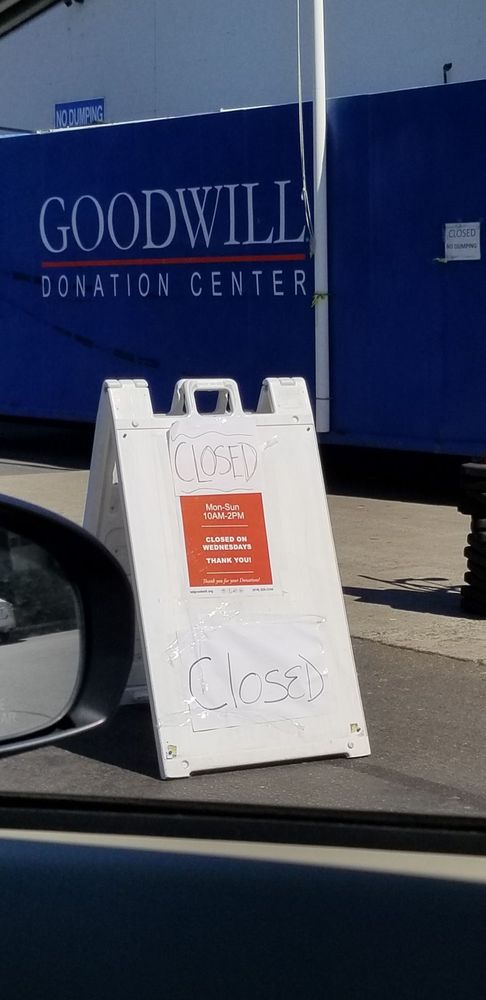 NO DUMPING
GOODWILL
DONATION CENTER
CLOSED
NO DUMPING
CLOSED
Mon-Sun
10AM-2PM
CLOSED ON
WEDNESDAYS
THANK YOU!
Thank you for your Donations!
CLOSED